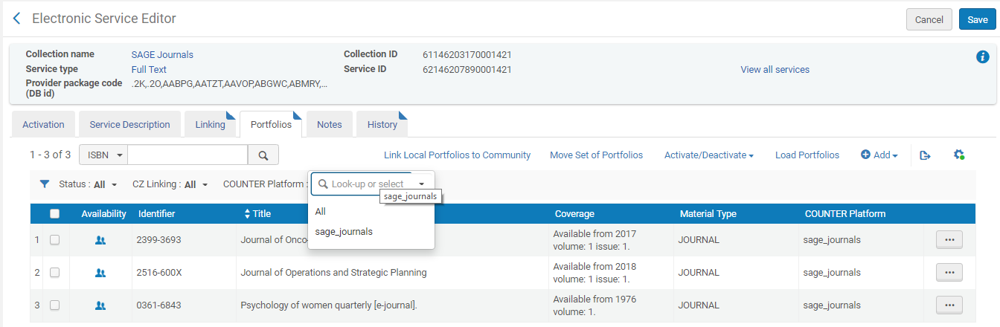 Electronic Service Editor
Cancel
Save
Collection name SAGE Journals
Collection ID 61146203170001421
Service type Full Text
Service ID 62146207890001421
View all services
Provider package code (DB id) .2K,.2O,AABPG,AATZT,AAVOP,ABGWC,ABMRY,...
Activation
Service Description
Linking
Portfolios
Notes
History
1 - 3 of 3
ISBN
Link Local Portfolios to Community
Move Set of Portfolios
Activate/Deactivate
Load Portfolios
Add
Status : All
CZ Linking : All
COUNTER Platform :
Look-up or select
sage_journals
All
sage_journals
Availability Identifier Title Coverage Material Type COUNTER Platform
1 2399-3693 Journal of Onco- Available from 2017 volume: 1 issue: 1. JOURNAL sage_journals
2 2516-600X Journal of Operations and Strategic Planning Available from 2018 volume: 1 issue: 1. JOURNAL sage_journals
3 0361-6843 Psychology of women quarterly [e-journal]. Available from 1976 volume: 1. JOURNAL sage_journals